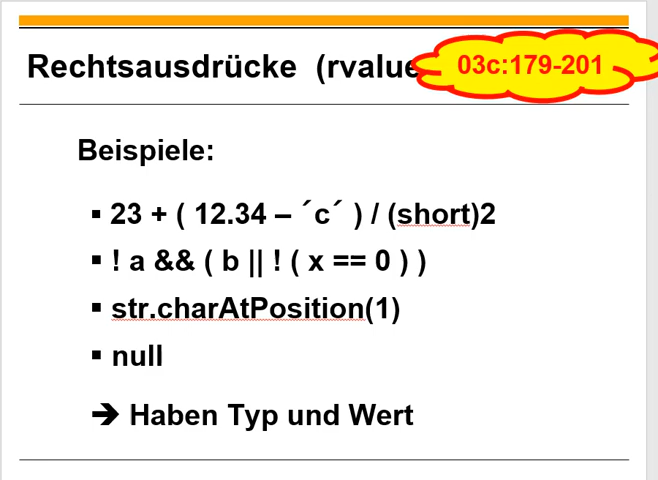 Rechtsausdrücke (rvalue
03c:179-201
Beispiele:
▪ 23 + ( 12.34 – ´c´ ) / (short)2
▪ ! a && ( b || ! ( x == 0 ) )
▪ str.charAtPosition(1)
▪ null
➔ Haben Typ und Wert